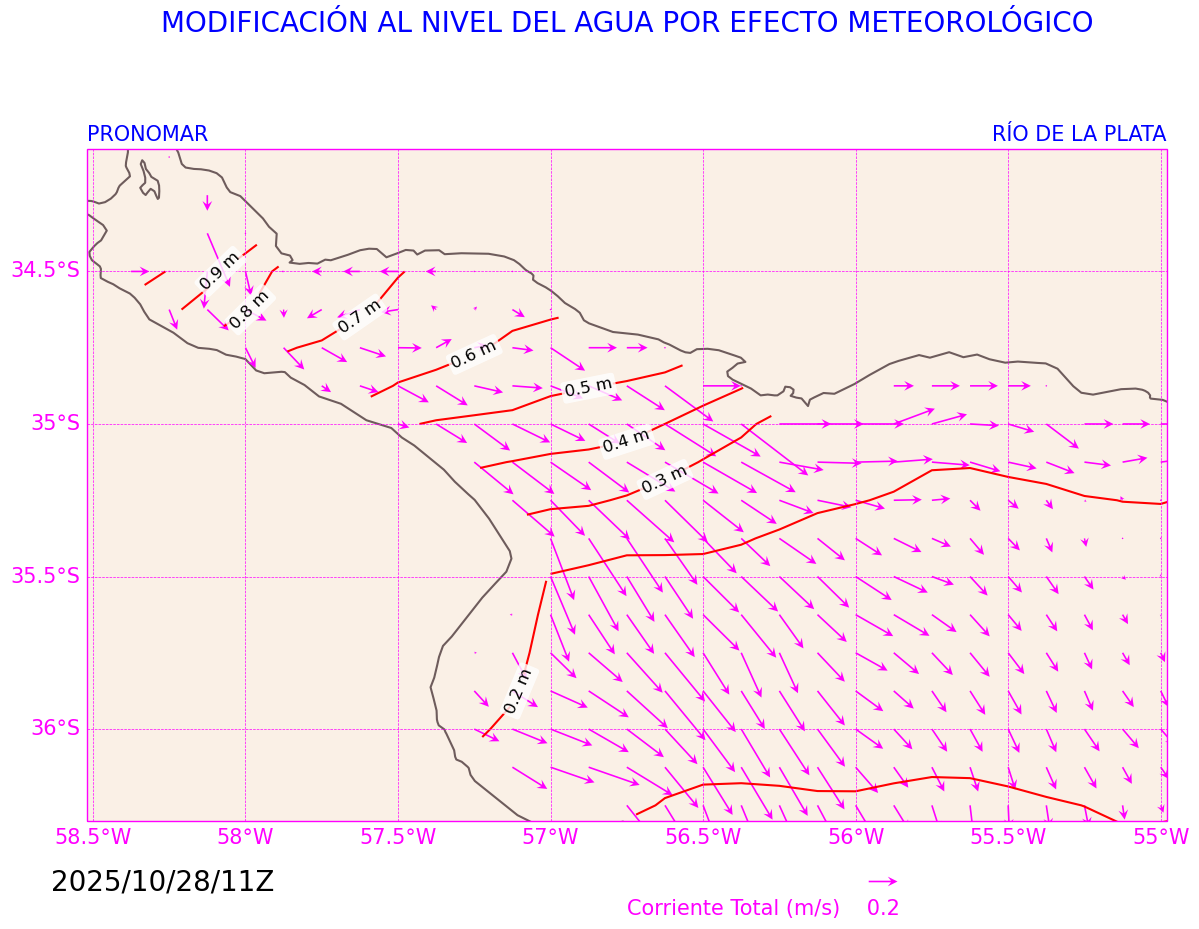 MODIFICACIÓN AL NIVEL DEL AGUA POR EFECTO METEOROLÓGICO
PRONOMAR
RÍO DE LA PLATA
0.9 m
34.5°S
0.8 m
0.7 m
0.6 m
0.5 m
35°S
0.4 m
0.3 m
35.5°S
0.2 m
36°S
58.5°W
58°W
57.5°W
57°W
56.5°W
56°W
55.5°W
55°W
2025/10/28/11Z
Corriente Total (m/s)
0.2